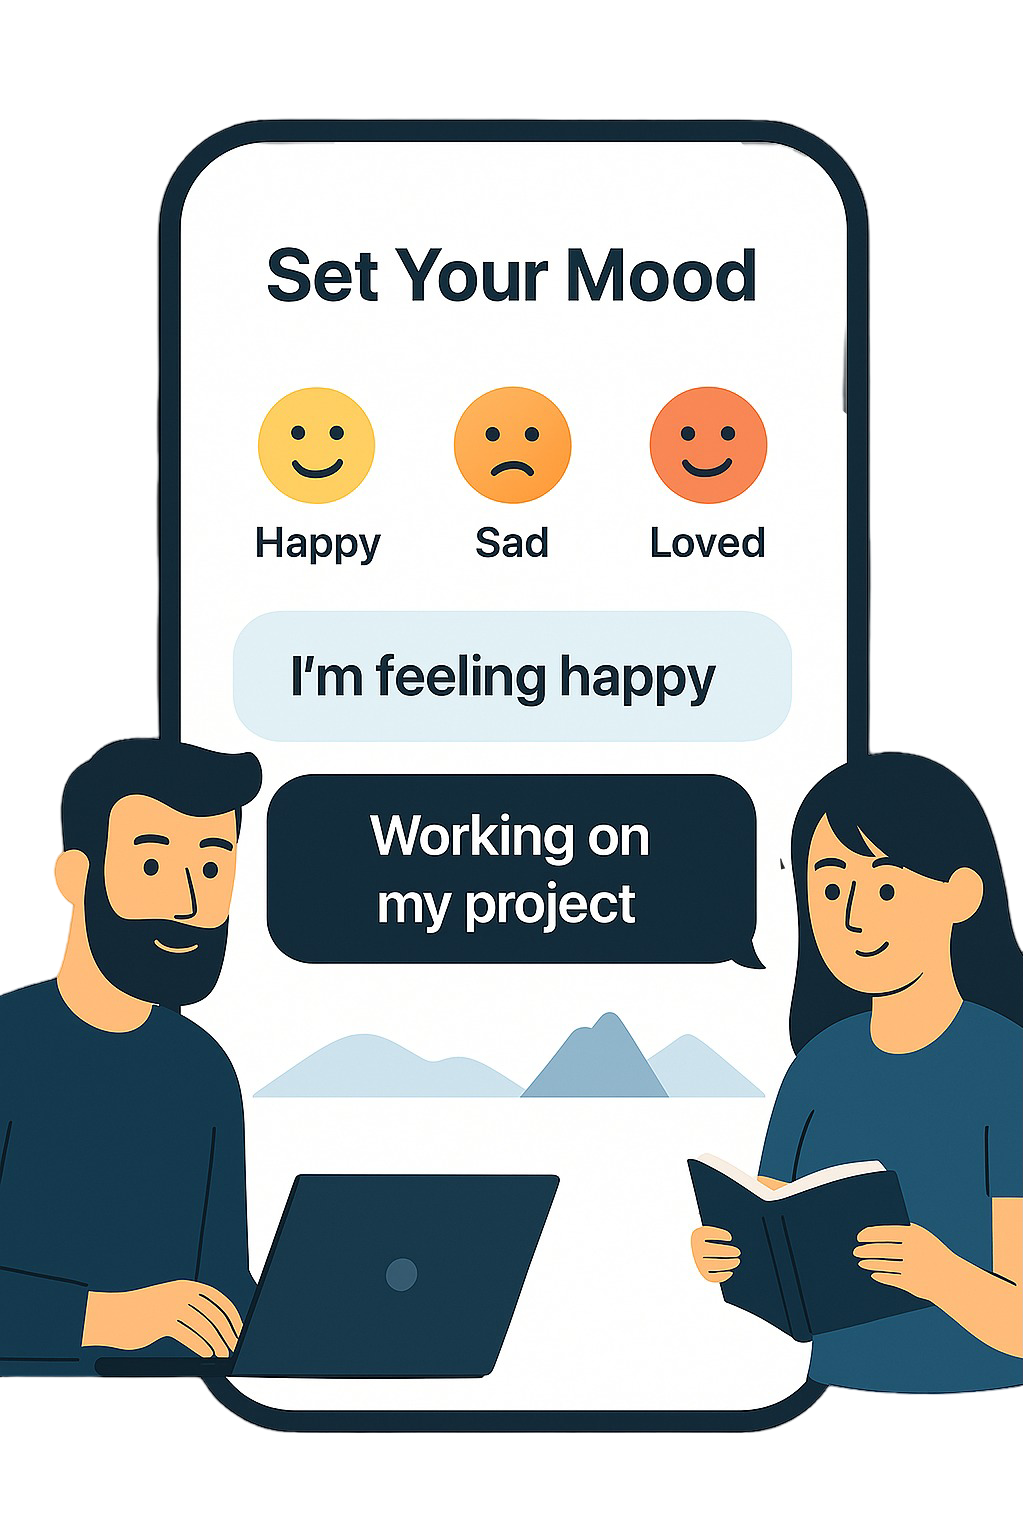 Set Your Mood
Happy Sad Loved
I'm feeling happy
Working on
my project